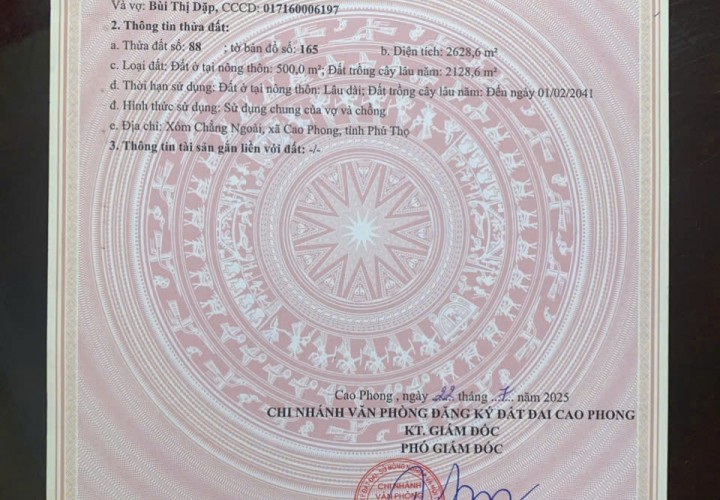 Và vợ: Bùi Thị Dặp, CCCD: 017160006197
2. Thông tin thửa đất:
a. Thửa đất số: 88 ; tờ bản đồ số: 165 b. Diện tích: 2628,6 m²
c. Loại đất: Đất ở tại nông thôn: 500,0 m²; Đất trồng cây lâu năm: 2128,6 m²
d. Thời hạn sử dụng: Đất ở tại nông thôn: Lâu dài; Đất trồng cây lâu năm: Đến ngày 01/02/2041
đ. Hình thức sử dụng: Sử dụng chung của vợ và chồng
e. Địa chỉ: Xóm Chằng Ngoài, xã Cao Phong, tỉnh Phú Thọ
3. Thông tin tài sản gắn liền với đất: -/-
Cao Phong , ngày 22 tháng 7 năm 2025
CHI NHÁNH VĂN PHÒNG ĐĂNG KÝ ĐẤT ĐAI CAO PHONG
KT. GIÁM ĐỐC
PHÓ GIÁM ĐỐC
CHI NHÁNH
VĂN PHÒNG